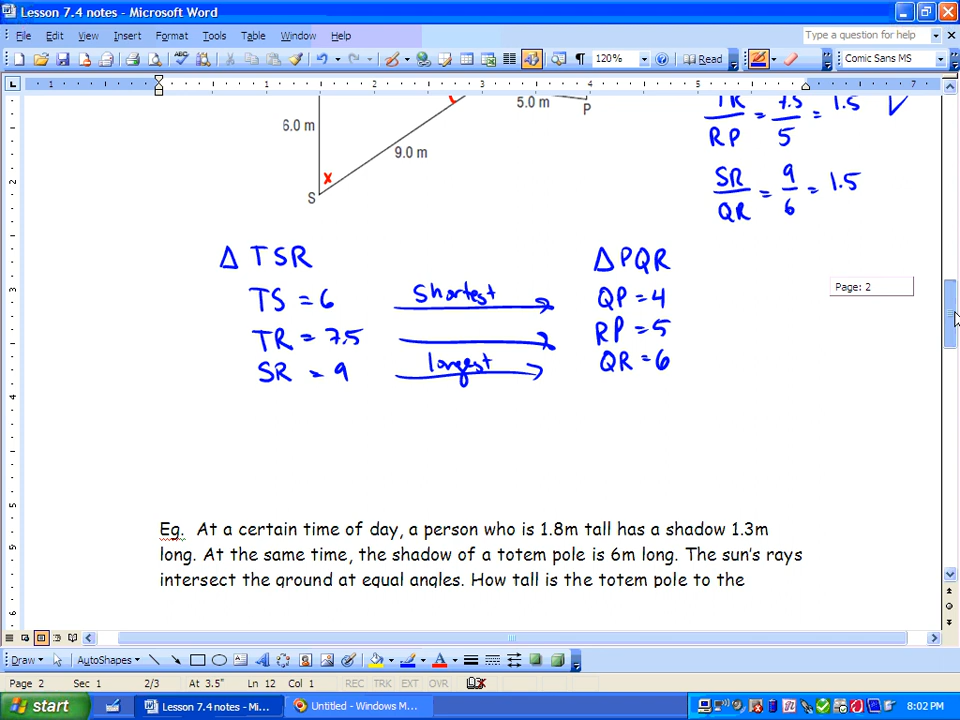 Lesson 7.4 notes - Microsoft Word
File Edit View Insert Format Tools Table Window Help
Type a question for help
120% Read Comic Sans MS
1 1 2 3 4 5 7
6.0 m
9.0 m
5.0 m
P
S
x
TR/RP = 7.5/5 = 1.5 ✓
SR/QR = 9/6 = 1.5
Δ TSR Δ PQR
TS = 6 Shortest QP = 4
TR = 7.5 RP = 5
SR = 9 longest QR = 6
Page: 2
Eg. At a certain time of day, a person who is 1.8m tall has a shadow 1.3m
long. At the same time, the shadow of a totem pole is 6m long. The sun's rays
intersect the ground at equal angles. How tall is the totem pole to the
Draw AutoShapes
Page 2 Sec 1 2/3 At 3.5" Ln 12 Col 1 REC TRK EXT OVR
start Lesson 7.4 notes - Mi... Untitled - Windows M... 8:02 PM